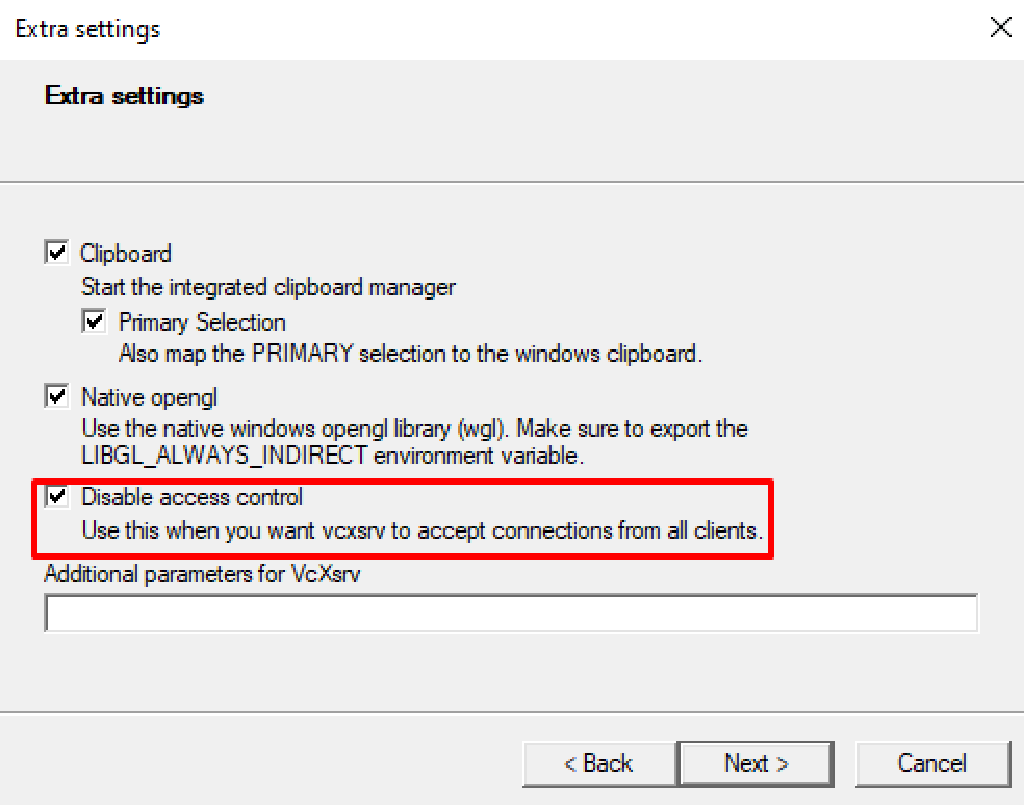 Extra settings
Extra settings
Clipboard
Start the integrated clipboard manager
Primary Selection
Also map the PRIMARY selection to the windows clipboard.
Native opengl
Use the native windows opengl library (wgl). Make sure to export the
LIBGL_ALWAYS_INDIRECT environment variable.
Disable access control
Use this when you want vcxsrv to accept connections from all clients.
Additional parameters for VcXsrv
< Back
Next >
Cancel